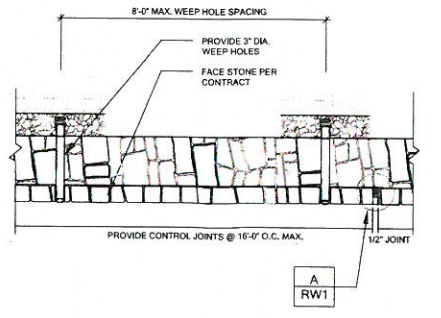 8'-0" MAX. WEEP HOLE SPACING
PROVIDE 3" DIA.
WEEP HOLES
FACE STONE PER
CONTRACT
PROVIDE CONTROL JOINTS @ 16'-0" O.C. MAX.
1/2" JOINT
A
RW1